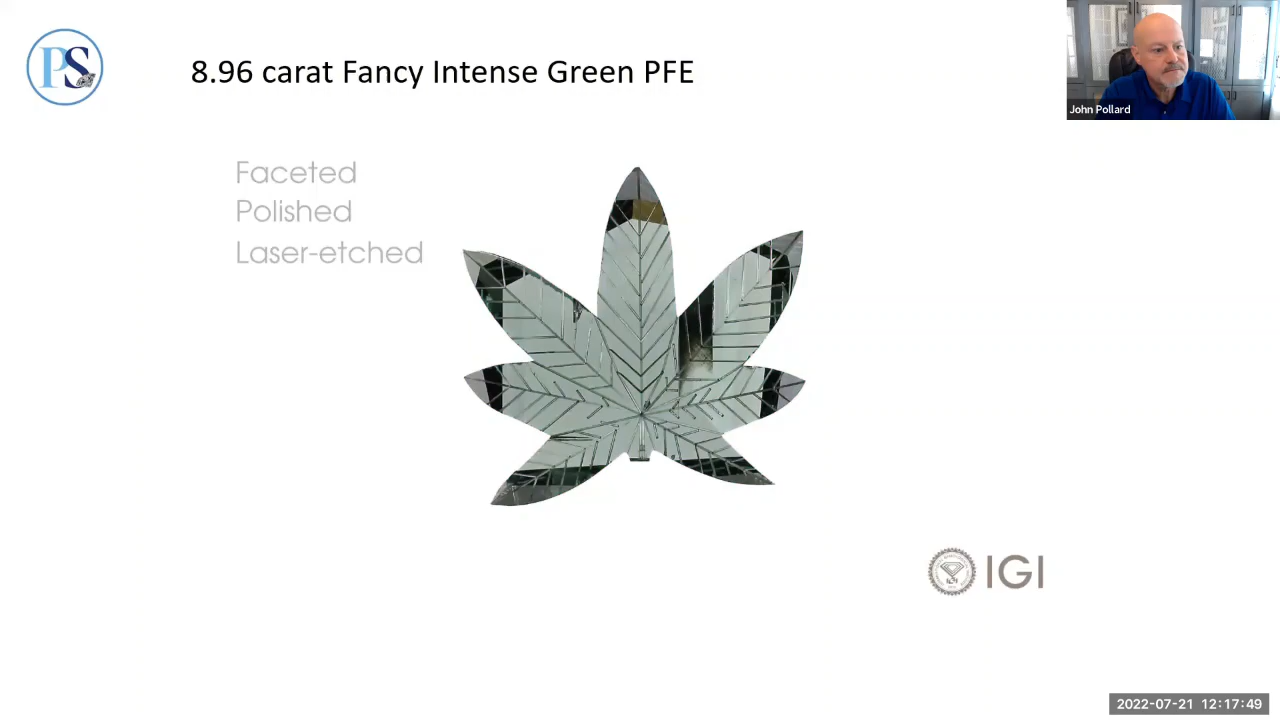 PS
8.96 carat Fancy Intense Green PFE
John Pollard
Faceted
Polished
Laser-etched
IGI
2022-07-21 12:17:49